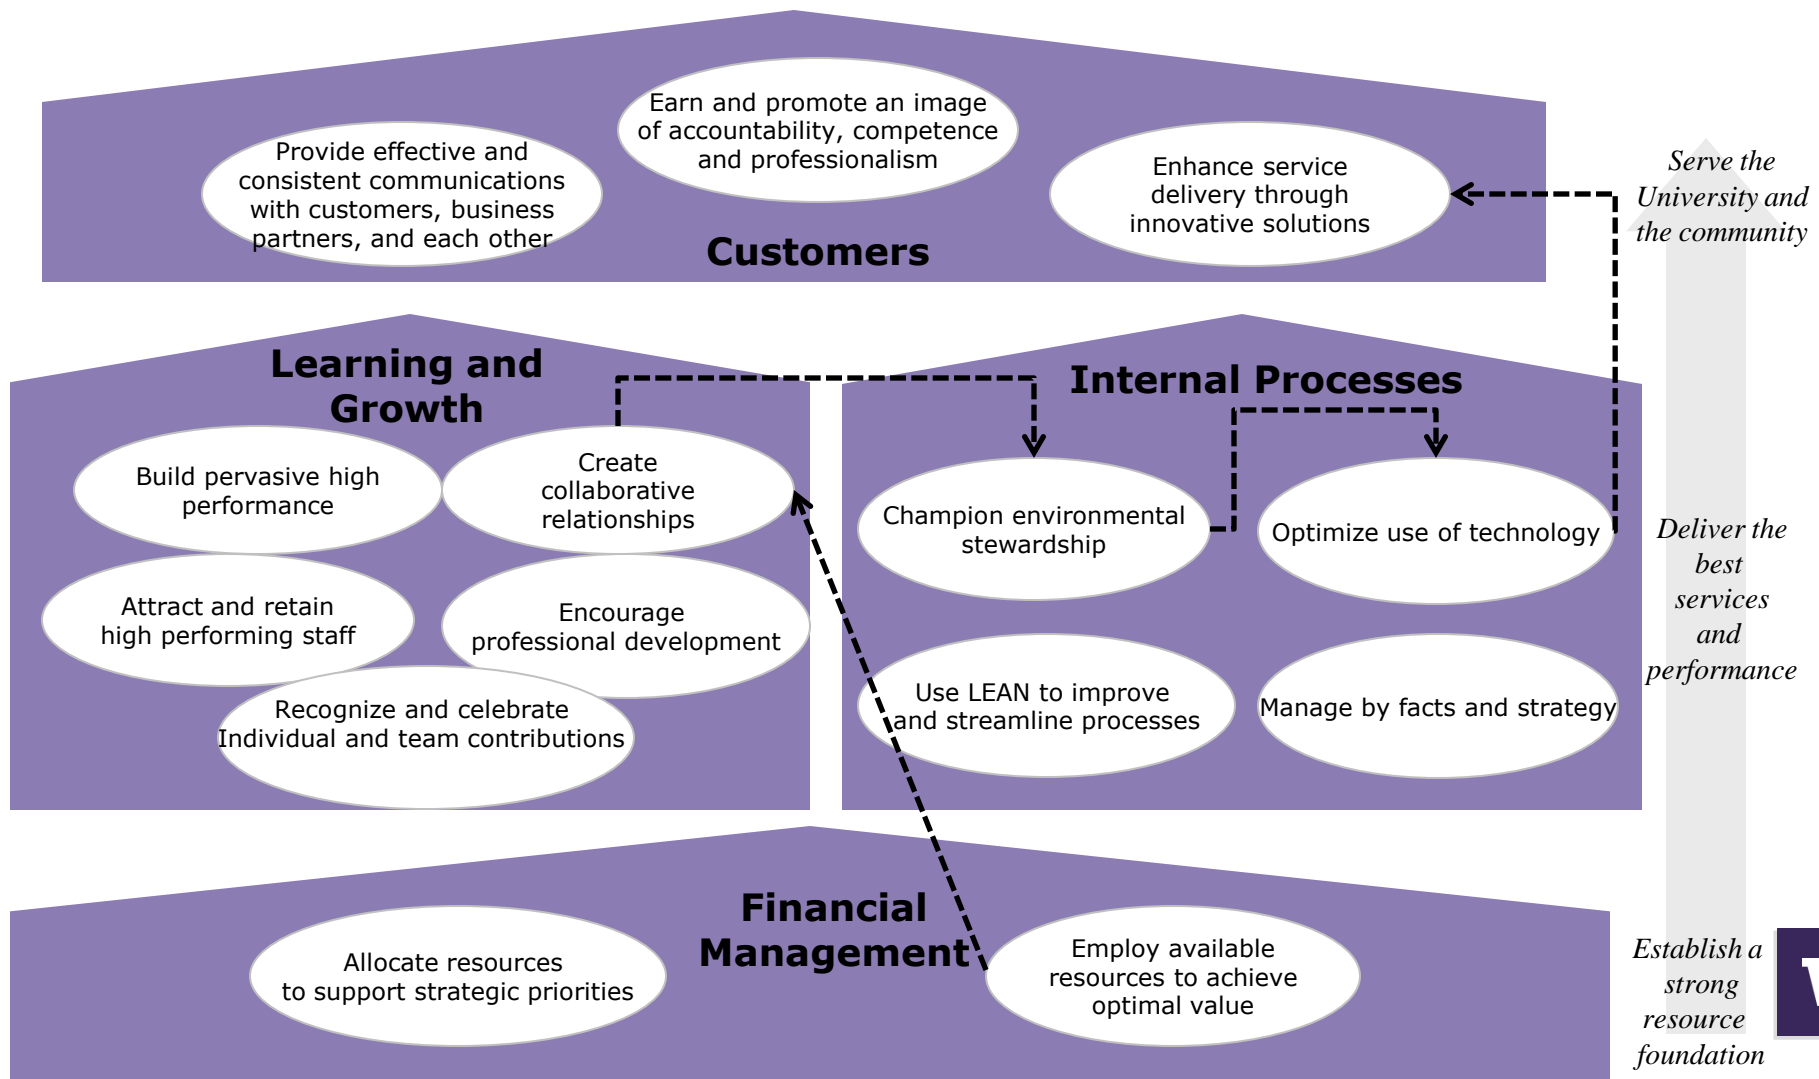 Earn and promote an image
of accountability, competence
and professionalism
Provide effective and
consistent communications
with customers, business
partners, and each other
Enhance service
delivery through
innovative solutions
Customers
Serve the
University and
the community
Learning and
Growth
Build pervasive high
performance
Create
collaborative
relationships
Attract and retain
high performing staff
Encourage
professional development
Recognize and celebrate
Individual and team contributions
Internal Processes
Champion environmental
stewardship
Optimize use of technology
Use LEAN to improve
and streamline processes
Manage by facts and strategy
Deliver the
best
services
and
performance
Financial
Management
Allocate resources
to support strategic priorities
Employ available
resources to achieve
optimal value
Establish a
strong
resource
foundation